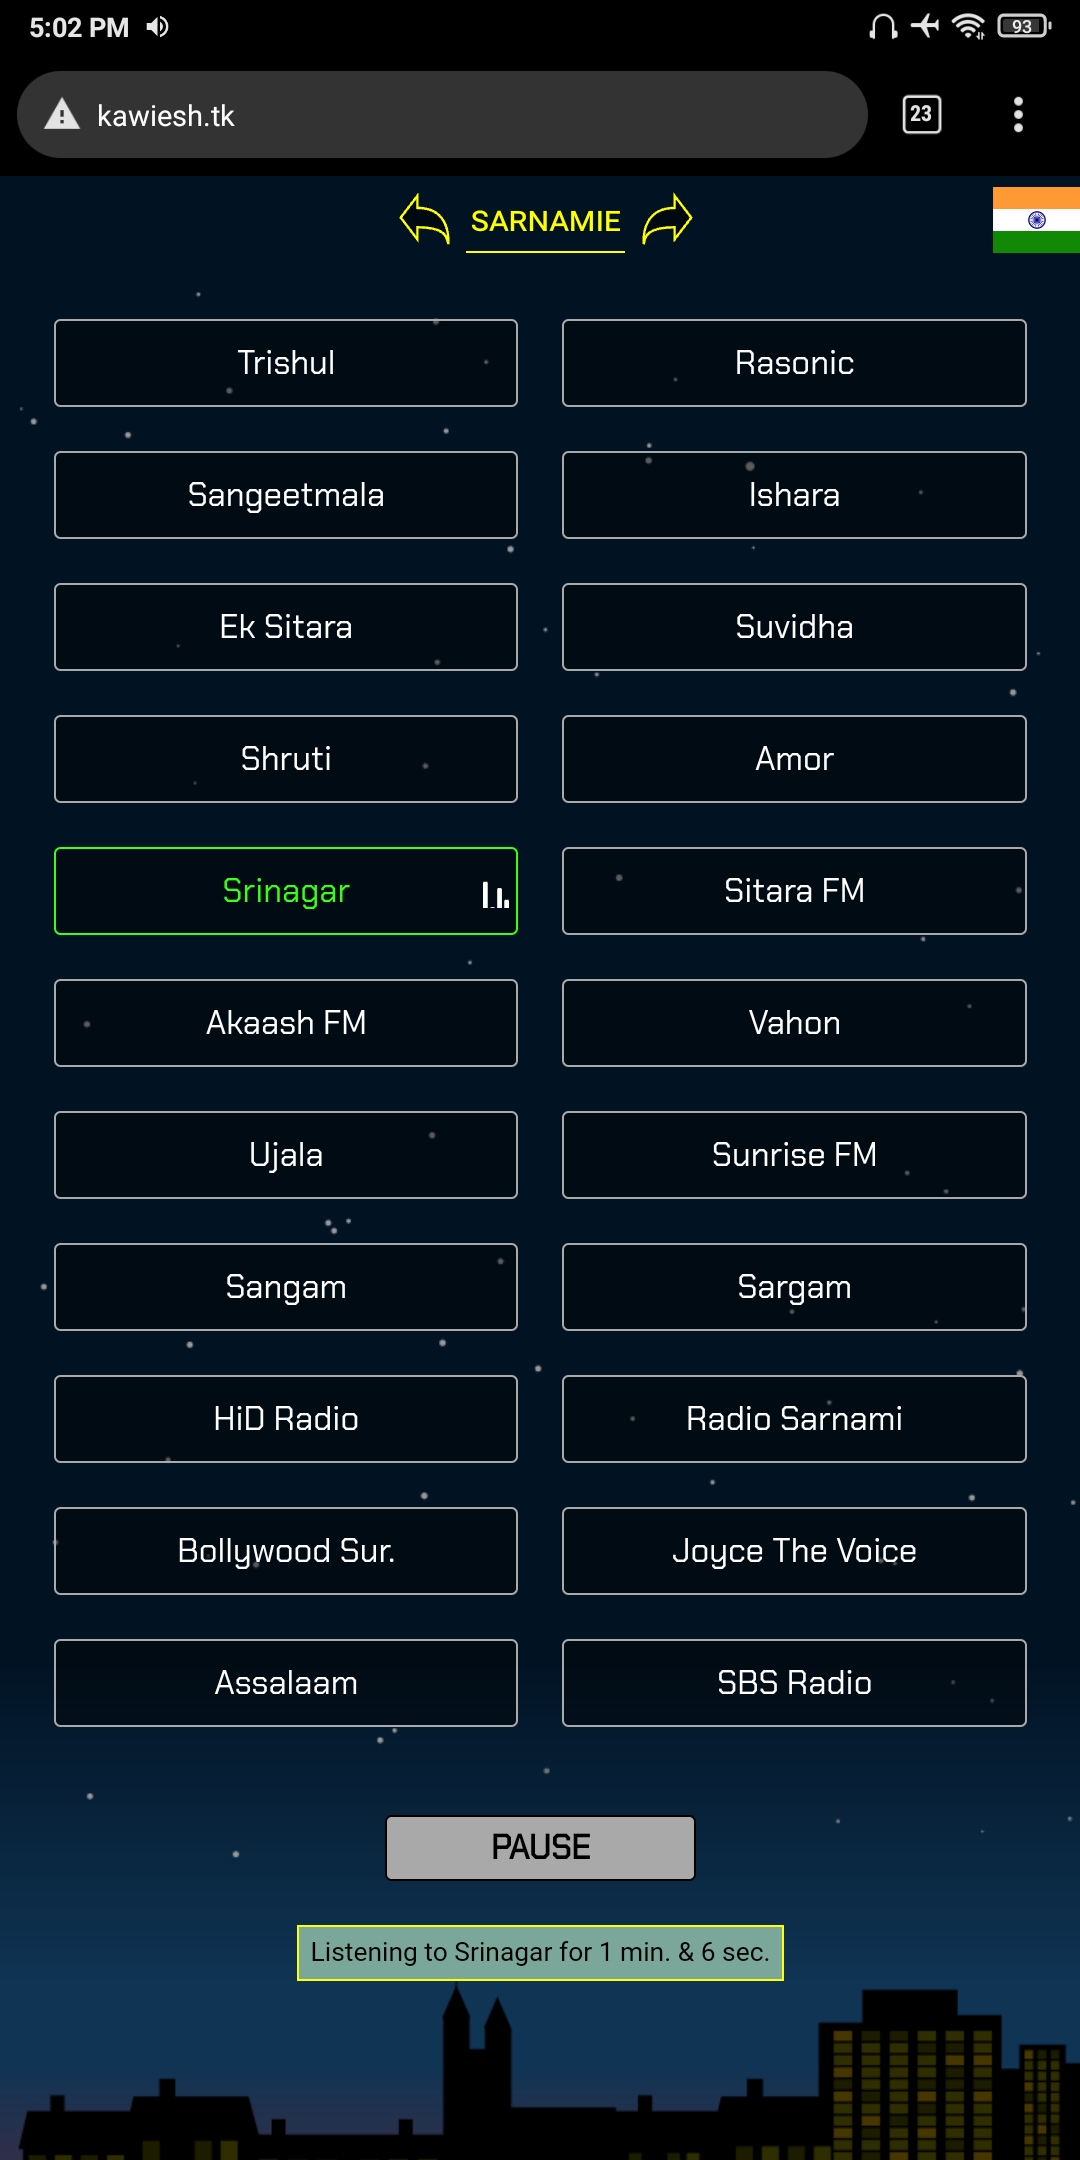 5:02 PM
93
kawiesh.tk
23
SARNAMIE
Trishul
Rasonic
Sangeetmala
Ishara
Ek Sitara
Suvidha
Shruti
Amor
Srinagar
Sitara FM
Akaash FM
Vahon
Ujala
Sunrise FM
Sangam
Sargam
HiD Radio
Radio Sarnami
Bollywood Sur.
Joyce The Voice
Assalaam
SBS Radio
PAUSE
Listening to Srinagar for 1 min. & 6 sec.